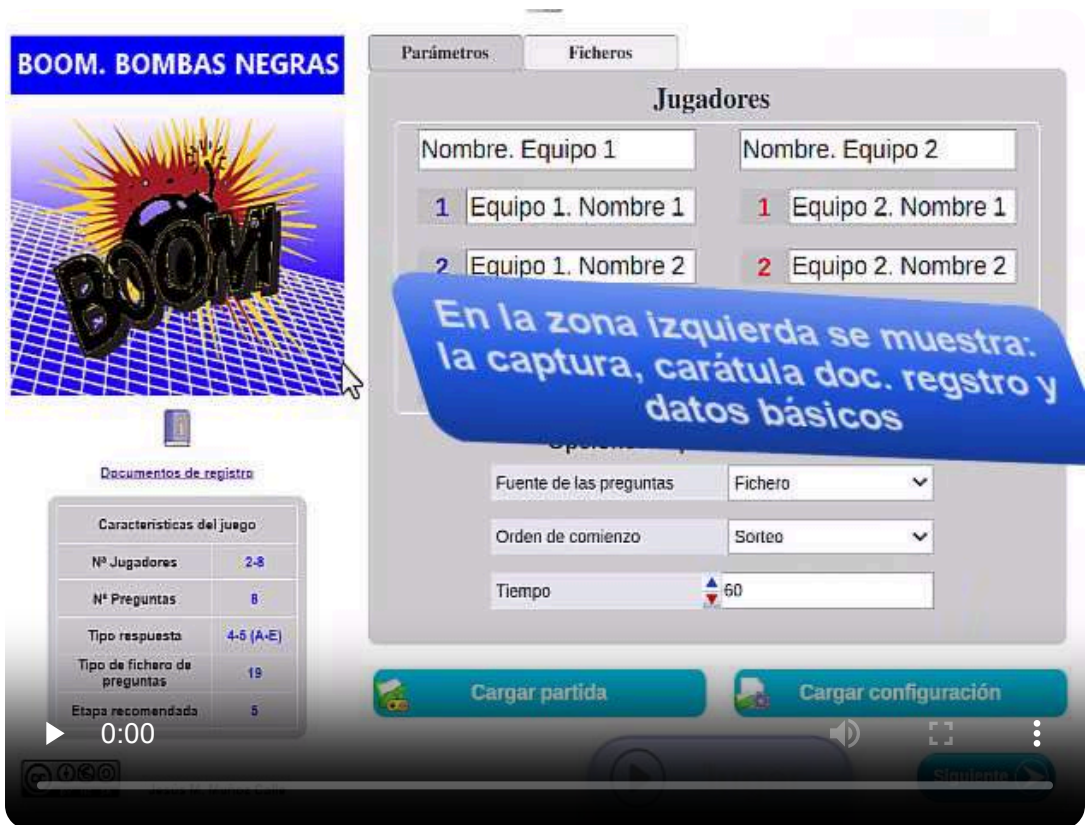 BOOM. BOMBAS NEGRAS
BOOM
Documentos de registro
Características del juego
Nº Jugadores 2-8
Nº Preguntas 8
Tipo respuesta 4-5 (A-E)
Tipo de fichero de
preguntas 19
Etapa recomendada 5
Parámetros Ficheros
Jugadores
Nombre. Equipo 1 Nombre. Equipo 2
1 Equipo 1. Nombre 1 1 Equipo 2. Nombre 1
2 Equipo 1. Nombre 2 2 Equipo 2. Nombre 2
En la zona izquierda se muestra:
la captura, carátula doc. regstro y
datos básicos
Fuente de las preguntas Fichero
Orden de comienzo Sorteo
Tiempo 60
Cargar partida Cargar configuración
0:00
Siguiente